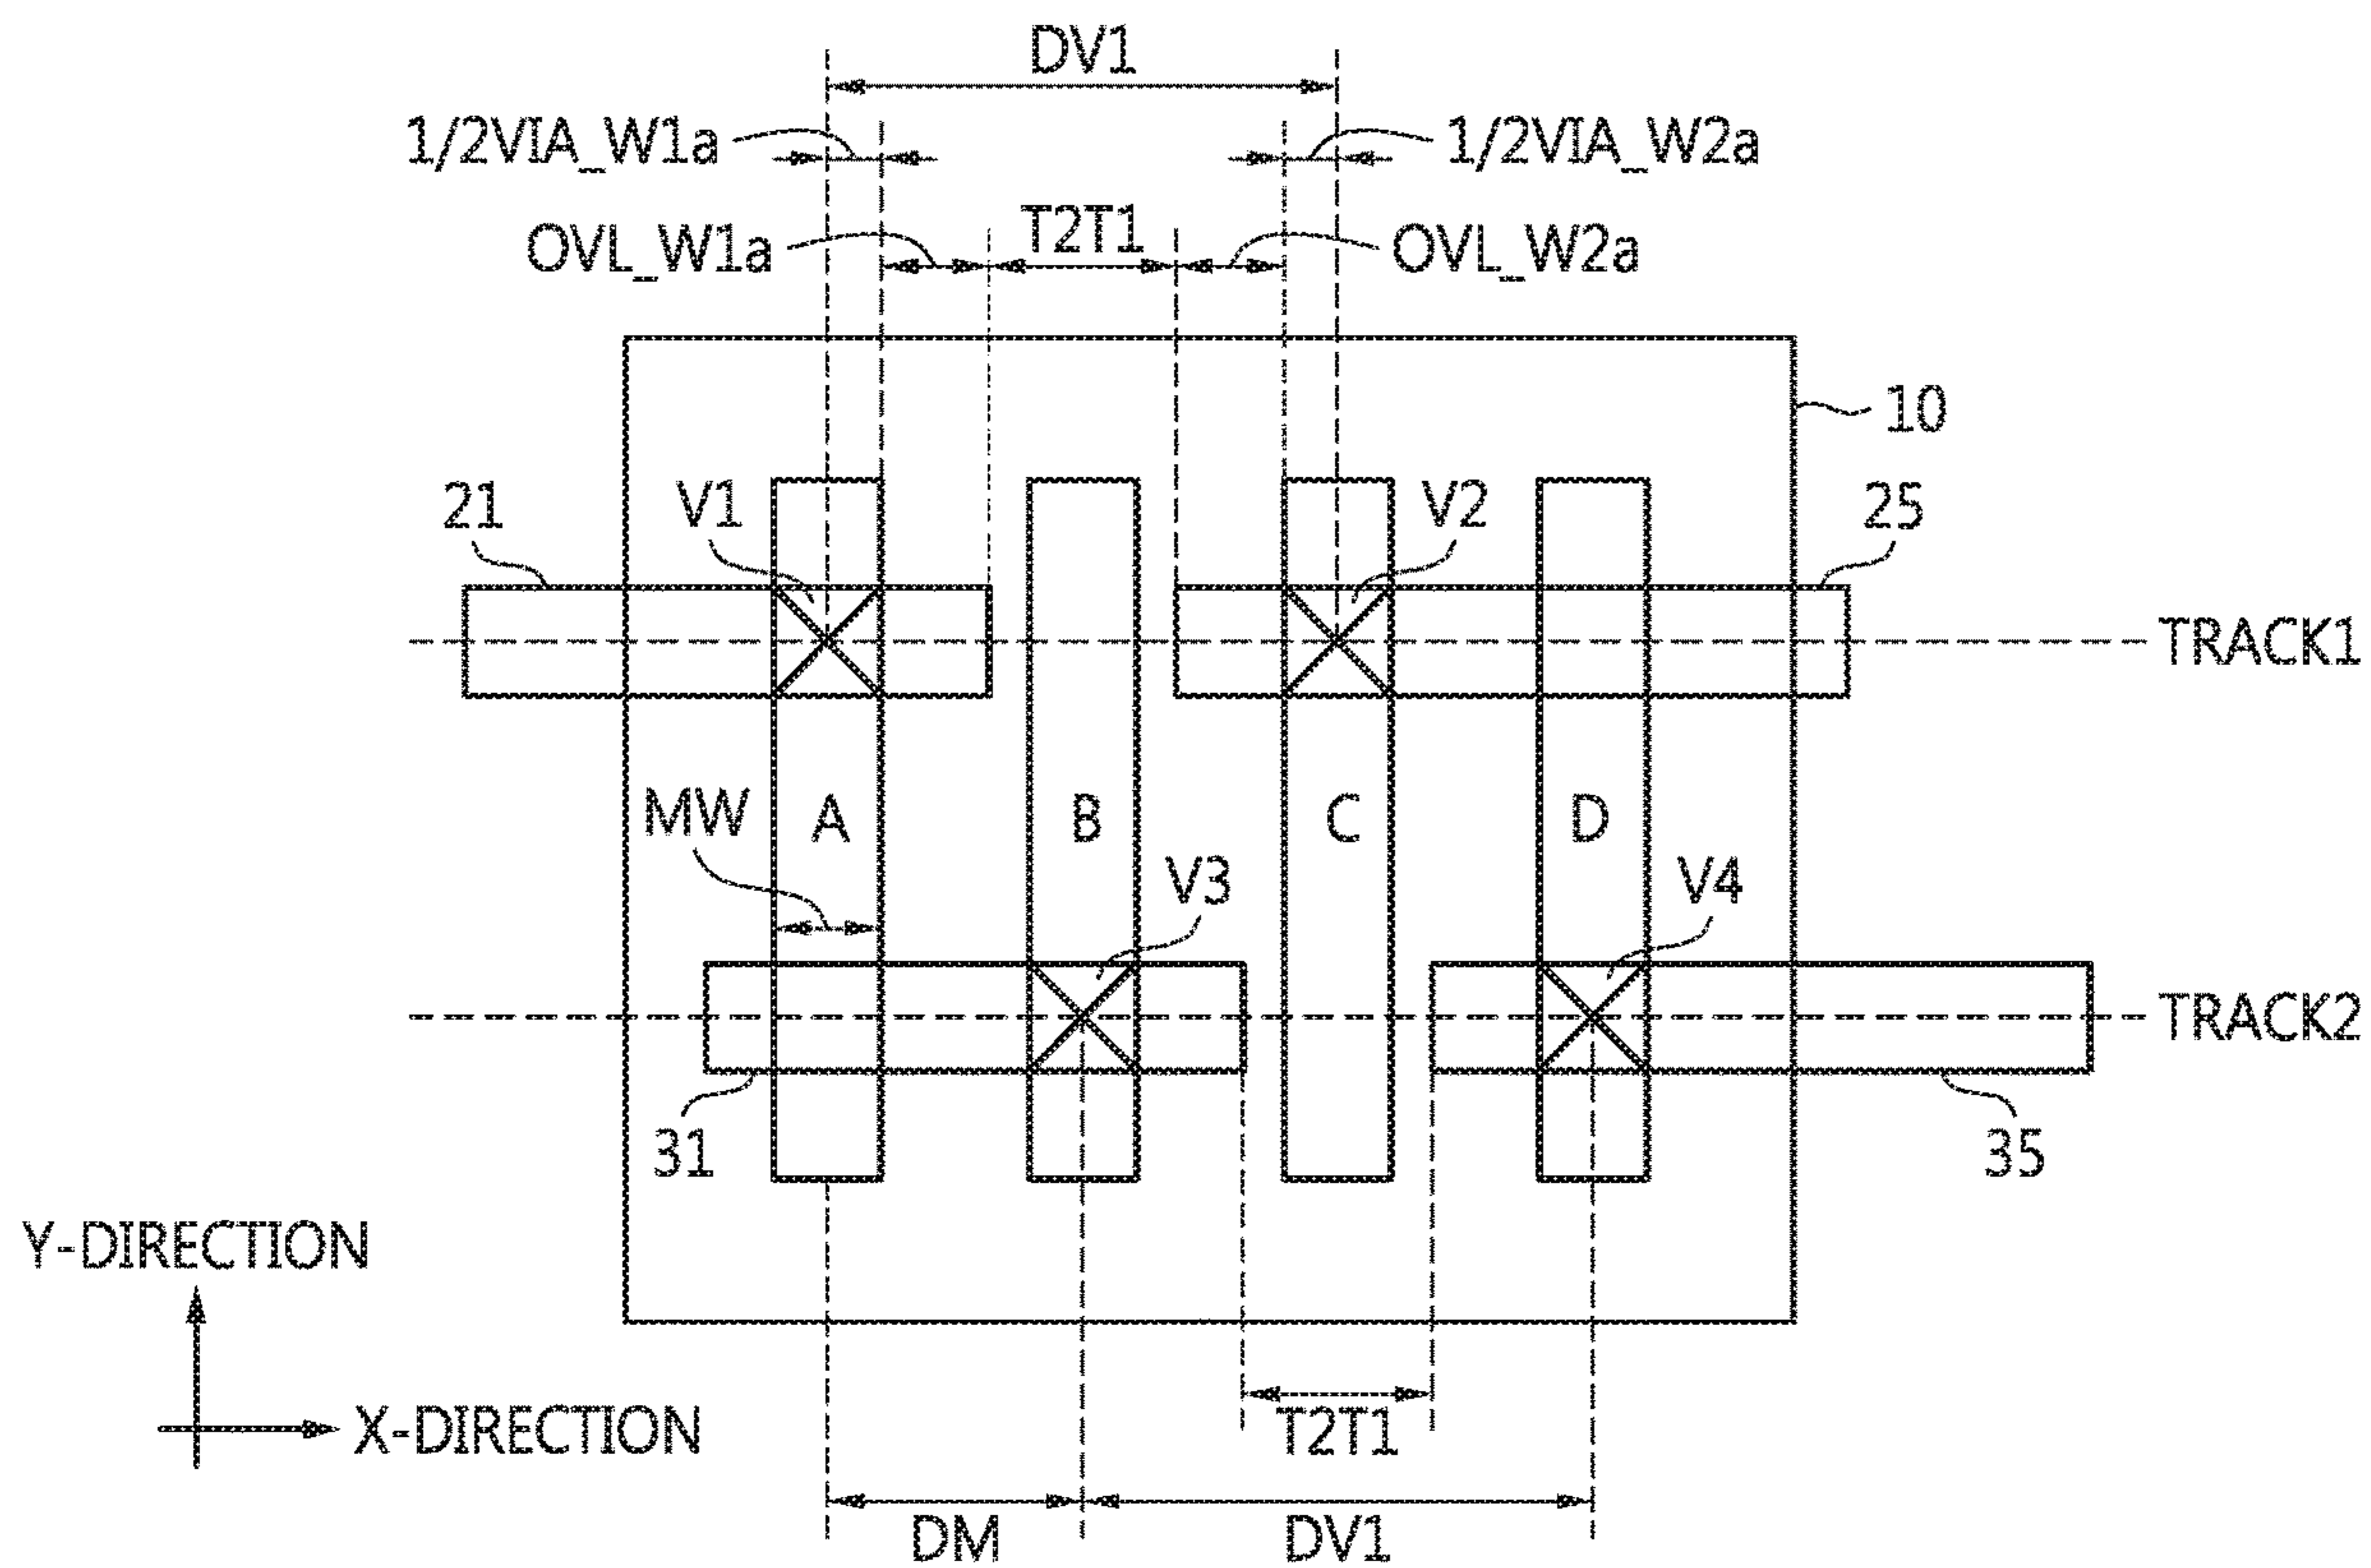 DV1
1/2VIA_W1a
1/2VIA_W2a
OVL_W1a
T2T1
OVL_W2a
10
21
V1
V2
25
TRACK1
MW
A
B
C
D
V3
V4
TRACK2
31
35
Y-DIRECTION
X-DIRECTION
T2T1
DM
DV1